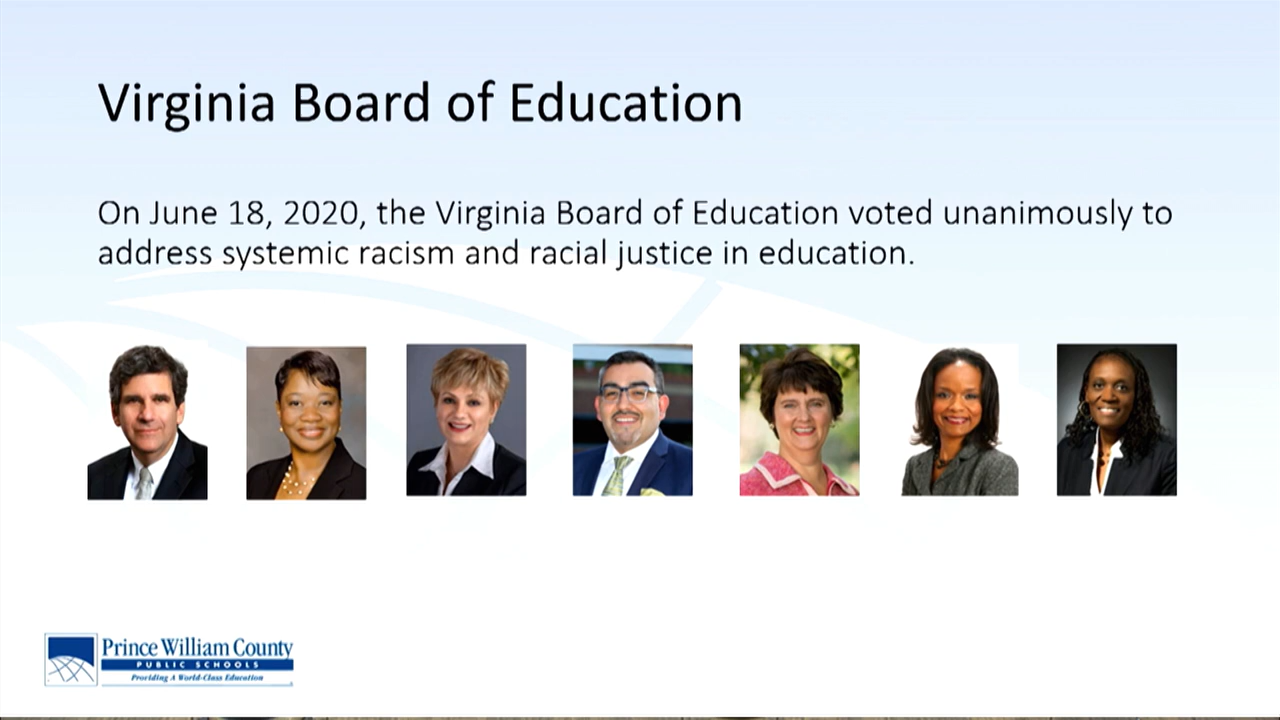 Virginia Board of Education
On June 18, 2020, the Virginia Board of Education voted unanimously to
address systemic racism and racial justice in education.
Prince William County
PUBLIC SCHOOLS
Providing A World-Class Education